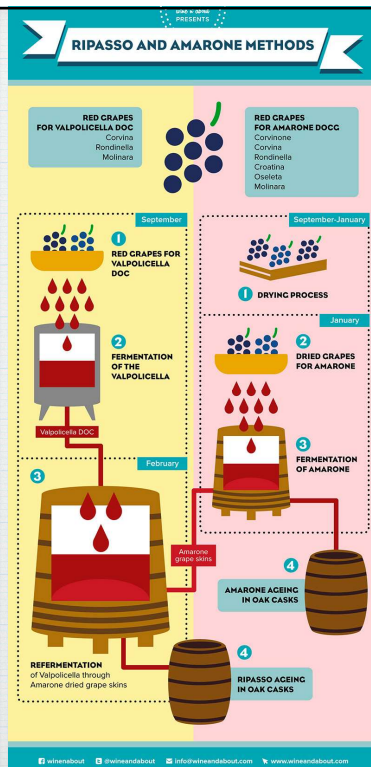 wine & about
PRESENTS
RIPASSO AND AMARONE METHODS
RED GRAPES
FOR VALPOLICELLA DOC
Corvina
Rondinella
Molinara
RED GRAPES
FOR AMARONE DOCG
Corvinone
Corvina
Rondinella
Croatina
Oseleta
Molinara
September
1
RED GRAPES FOR
VALPOLICELLA
DOC
2
FERMENTATION
OF THE
VALPOLICELLA
Valpolicella DOC
September-January
1 DRYING PROCESS
January
2
DRIED GRAPES
FOR AMARONE
3
FERMENTATION
OF AMARONE
February
3
Amarone
grape skins
4
AMARONE AGEING
IN OAK CASKS
REFERMENTATION
of Valpolicella through
Amarone dried grape skins
4
RIPASSO AGEING
IN OAK CASKS
winenabout @wineandabout info@wineandabout.com www.wineandabout.com